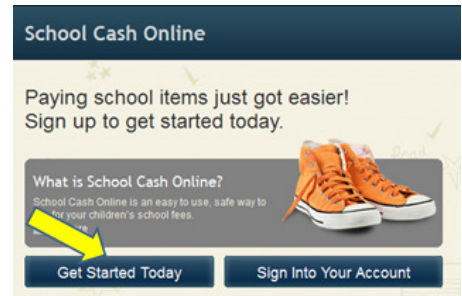 School Cash Online
Paying school items just got easier!
Sign up to get started today.
What is School Cash Online?
School Cash Online is an easy to use, safe way to
for your children's school fees.
Get Started Today
Sign Into Your Account